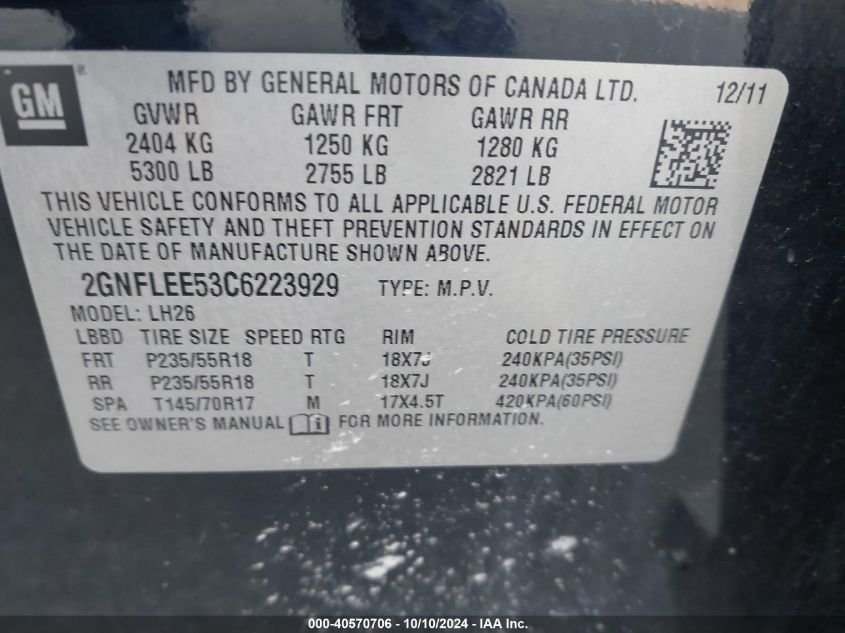 GM ®
MFD BY GENERAL MOTORS OF CANADA LTD. 12/11
GVWR GAWR FRT GAWR RR
2404 KG 1250 KG 1280 KG
5300 LB 2755 LB 2821 LB
THIS VEHICLE CONFORMS TO ALL APPLICABLE U.S. FEDERAL MOTOR
VEHICLE SAFETY AND THEFT PREVENTION STANDARDS IN EFFECT ON
THE DATE OF MANUFACTURE SHOWN ABOVE.
2GNFLEE53C6223929 TYPE: M.P.V.
MODEL: LH26
LBBD TIRE SIZE SPEED RTG RIM COLD TIRE PRESSURE
FRT P235/55R18 T 18X7J 240KPA(35PSI)
RR P235/55R18 T 18X7J 240KPA(35PSI)
SPA T145/70R17 M 17X4.5T 420KPA(60PSI)
SEE OWNER'S MANUAL i FOR MORE INFORMATION.
000-40570706 - 10/10/2024 - IAA Inc.